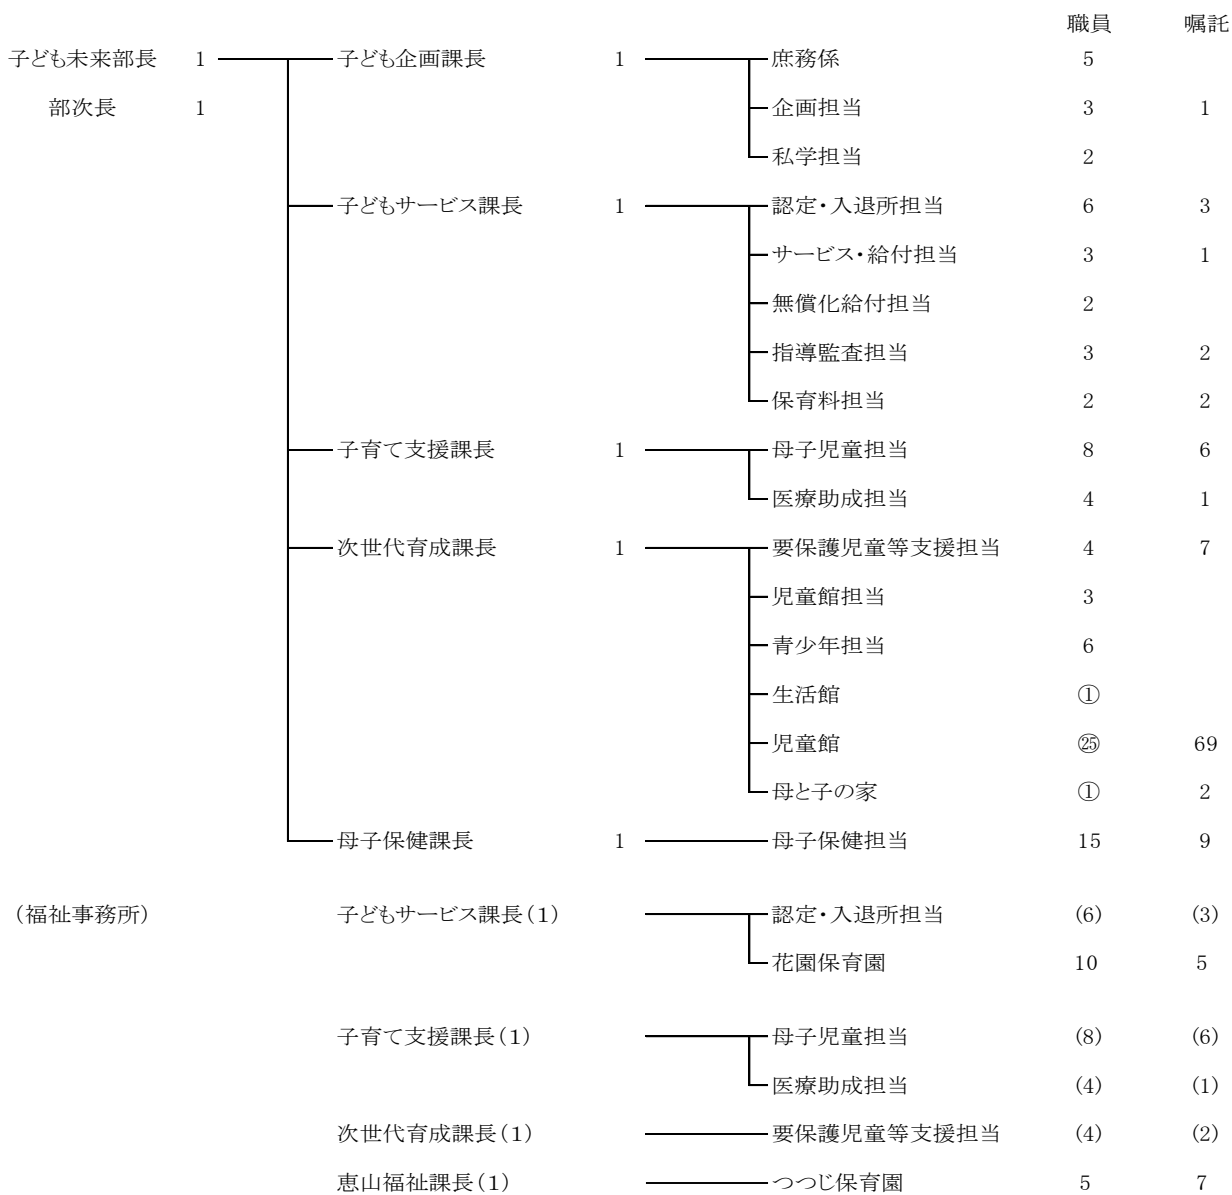 職員 嘱託
子ども未来部長 1 子ども企画課長 1 庶務係 5
部次長 1 企画担当 3 1
私学担当 2
子どもサービス課長 1 認定・入退所担当 6 3
サービス・給付担当 3 1
無償化給付担当 2
指導監査担当 3 2
保育料担当 2 2
子育て支援課長 1 母子児童担当 8 6
医療助成担当 4 1
次世代育成課長 1 要保護児童等支援担当 4 7
児童館担当 3
青少年担当 6
生活館 ①
児童館 ㉕ 69
母と子の家 ① 2
母子保健課長 1 母子保健担当 15 9
(福祉事務所) 子どもサービス課長(1) 認定・入退所担当 (6) (3)
花園保育園 10 5
子育て支援課長(1) 母子児童担当 (8) (6)
医療助成担当 (4) (1)
次世代育成課長(1) 要保護児童等支援担当 (4) (2)
恵山福祉課長(1) つつじ保育園 5 7